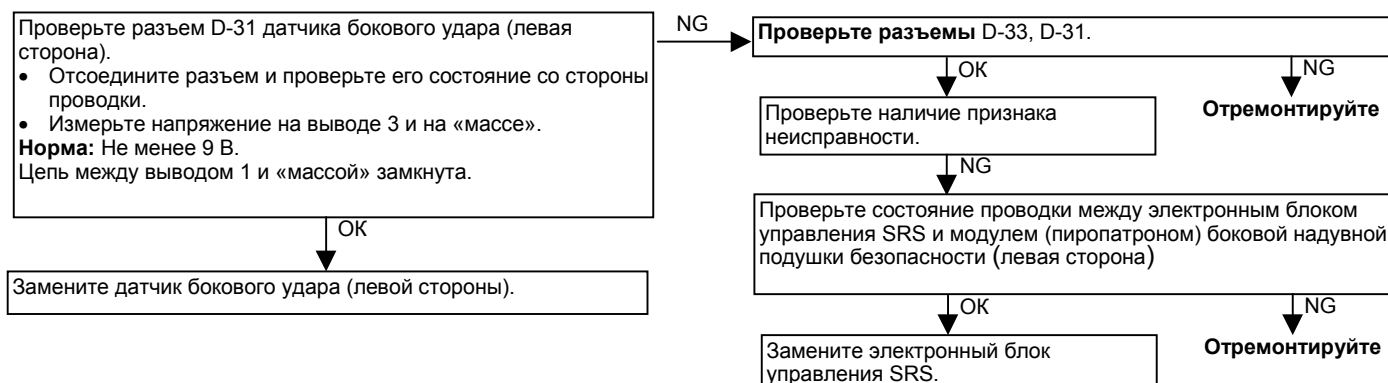 Проверьте разъем D-31 датчика бокового удара (левая
сторона).
• Отсоедините разъем и проверьте его состояние со стороны
проводки.
• Измерьте напряжение на выводе 3 и на «массе».
Норма: Не менее 9 В.
Цепь между выводом 1 и «массой» замкнута.
OК
Замените датчик бокового удара (левой стороны).
NG
Проверьте разъемы D-33, D-31.
OК
NG
Проверьте наличие признака
неисправности.
Отремонтируйте
NG
Проверьте состояние проводки между электронным блоком
управления SRS и модулем (пиропатроном) боковой надувной
подушки безопасности (левая сторона)
OК
NG
Замените электронный блок
управления SRS.
Отремонтируйте